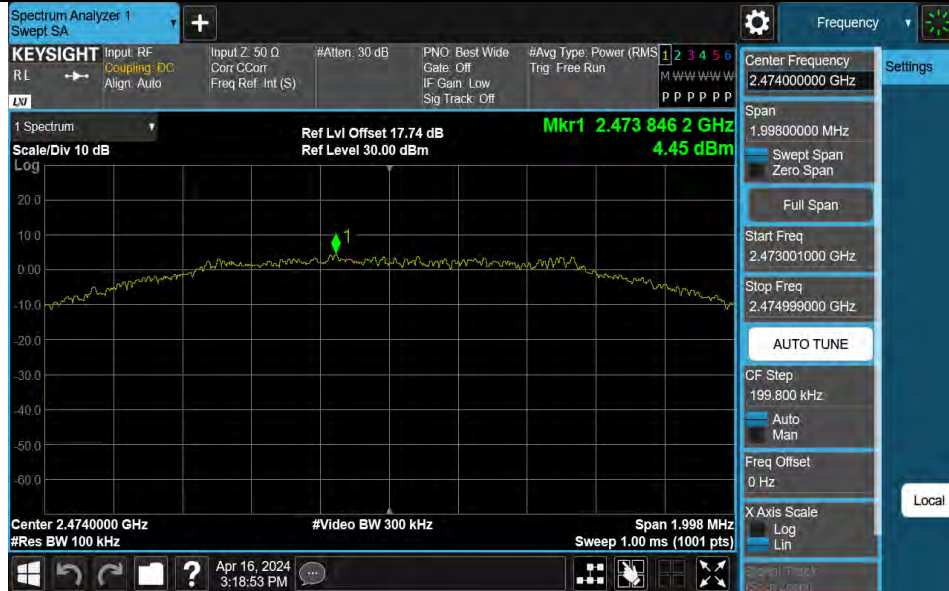 Spectrum Analyzer 1
Swept SA
+
Frequency
KEYSIGHT
RL
LXI
Input: RF
Coupling: DC
Align: Auto
Input Z: 50 Ω
Corr CCorr
Freq Ref: Int (S)
#Atten: 30 dB
PNO: Best Wide
Gate: Off
IF Gain: Low
Sig Track: Off
#Avg Type: Power (RMS
Trig: Free Run
1 2 3 4 5 6
M W W W W W
P P P P P P
1 Spectrum
Scale/Div 10 dB
Log
Ref Lvl Offset 17.74 dB
Ref Level 30.00 dBm
Mkr1 2.473 846 2 GHz
4.45 dBm
20.0
10.0
0.00
-10.0
-20.0
-30.0
-40.0
-50.0
-60.0
1
Center 2.4740000 GHz
#Res BW 100 kHz
#Video BW 300 kHz
Span 1.998 MHz
Sweep 1.00 ms (1001 pts)
?
Apr 16, 2024
3:18:53 PM
Center Frequency
2.474000000 GHz
Span
1.99800000 MHz
Swept Span
Zero Span
Full Span
Start Freq
2.473001000 GHz
Stop Freq
2.474999000 GHz
AUTO TUNE
CF Step
199.800 kHz
Auto
Man
Freq Offset
0 Hz
X Axis Scale
Log
Lin
Signal Track
Settings
Local